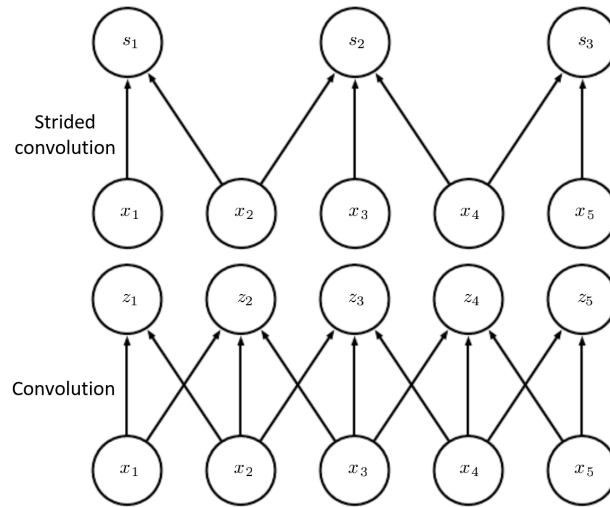 s₁ s₂ s₃
Strided
convolution
x₁ x₂ x₃ x₄ x₅
z₁ z₂ z₃ z₄ z₅
Convolution
x₁ x₂ x₃ x₄ x₅